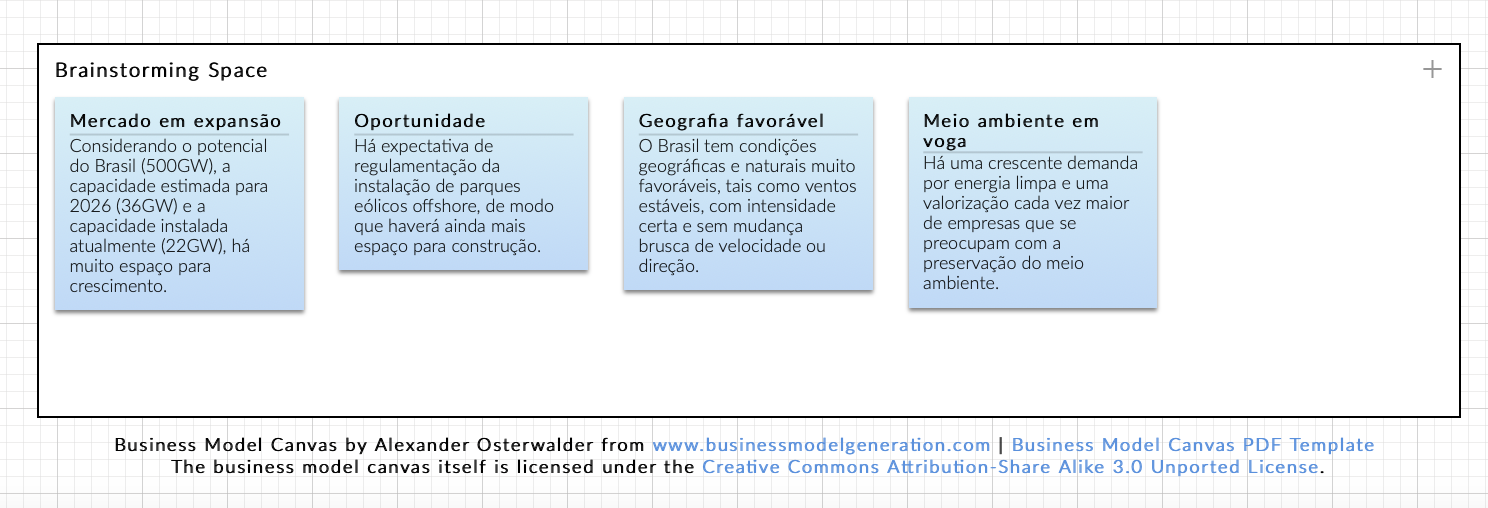 Brainstorming Space
Mercado em expansão
Considerando o potencial
do Brasil (500GW), a
capacidade estimada para
2026 (36GW) e a
capacidade instalada
atualmente (22GW), há
muito espaço para
crescimento.
Oportunidade
Há expectativa de
regulamentação da
instalação de parques
eólicos offshore, de modo
que haverá ainda mais
espaço para construção.
Geografia favorável
O Brasil tem condições
geográficas e naturais muito
favoráveis, tais como ventos
estáveis, com intensidade
certa e sem mudança
brusca de velocidade ou
direção.
Meio ambiente em
voga
Há uma crescente demanda
por energia limpa e uma
valorização cada vez maior
de empresas que se
preocupam com a
preservação do meio
ambiente.
Business Model Canvas by Alexander Osterwalder from www.businessmodelgeneration.com | Business Model Canvas PDF Template
The business model canvas itself is licensed under the Creative Commons Attribution-Share Alike 3.0 Unported License.